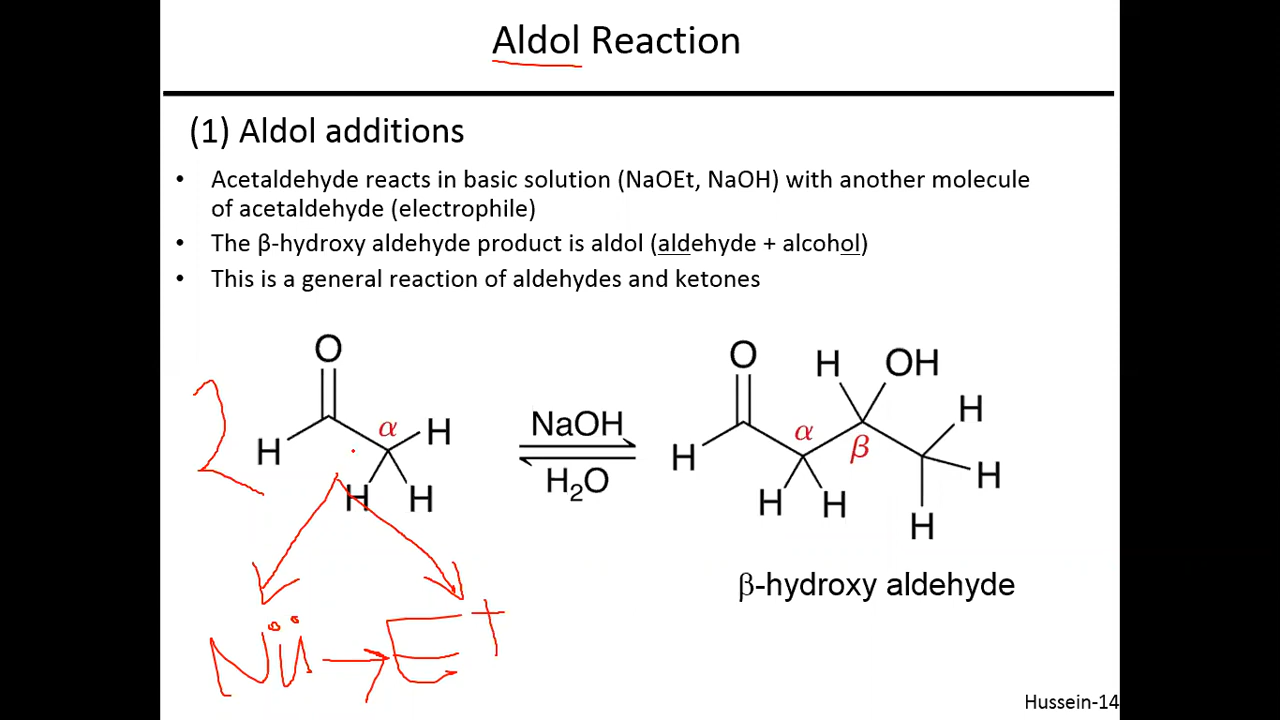 Aldol Reaction
(1) Aldol additions
• Acetaldehyde reacts in basic solution (NaOEt, NaOH) with another molecule
of acetaldehyde (electrophile)
• The β-hydroxy aldehyde product is aldol (aldehyde + alcohol)
• This is a general reaction of aldehydes and ketones
O
H
α
H
H
H
2
NaOH
H₂O
O
H
α
H
H
H
OH
β
H
H
H
β-hydroxy aldehyde
Nü → E+
Hussein-14